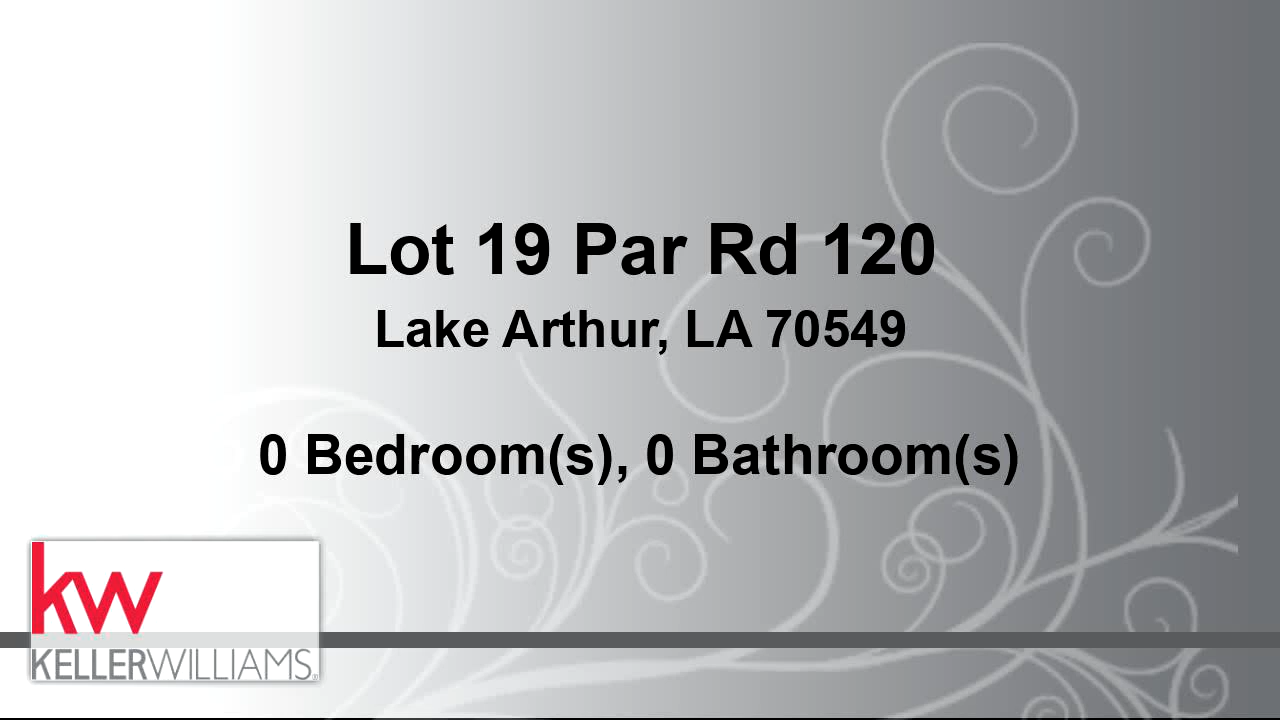 Lot 19 Par Rd 120
Lake Arthur, LA 70549
0 Bedroom(s), 0 Bathroom(s)
kw
KELLERWILLIAMS®